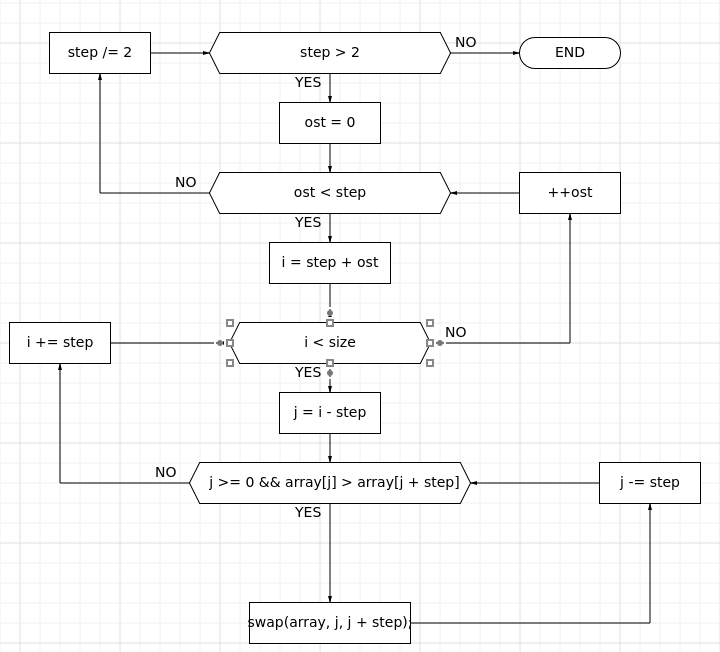 step /= 2
step > 2
NO
END
YES
ost = 0
NO
ost < step
++ost
YES
i = step + ost
i += step
i < size
NO
YES
j = i - step
NO
j >= 0 && array[j] > array[j + step]
j -= step
YES
swap(array, j, j + step);